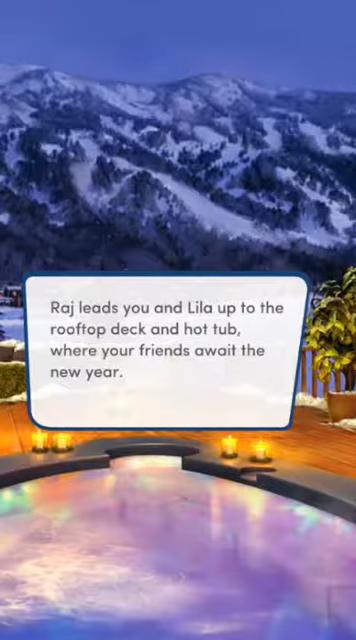 Raj leads you and Lila up to the
rooftop deck and hot tub,
where your friends await the
new year.